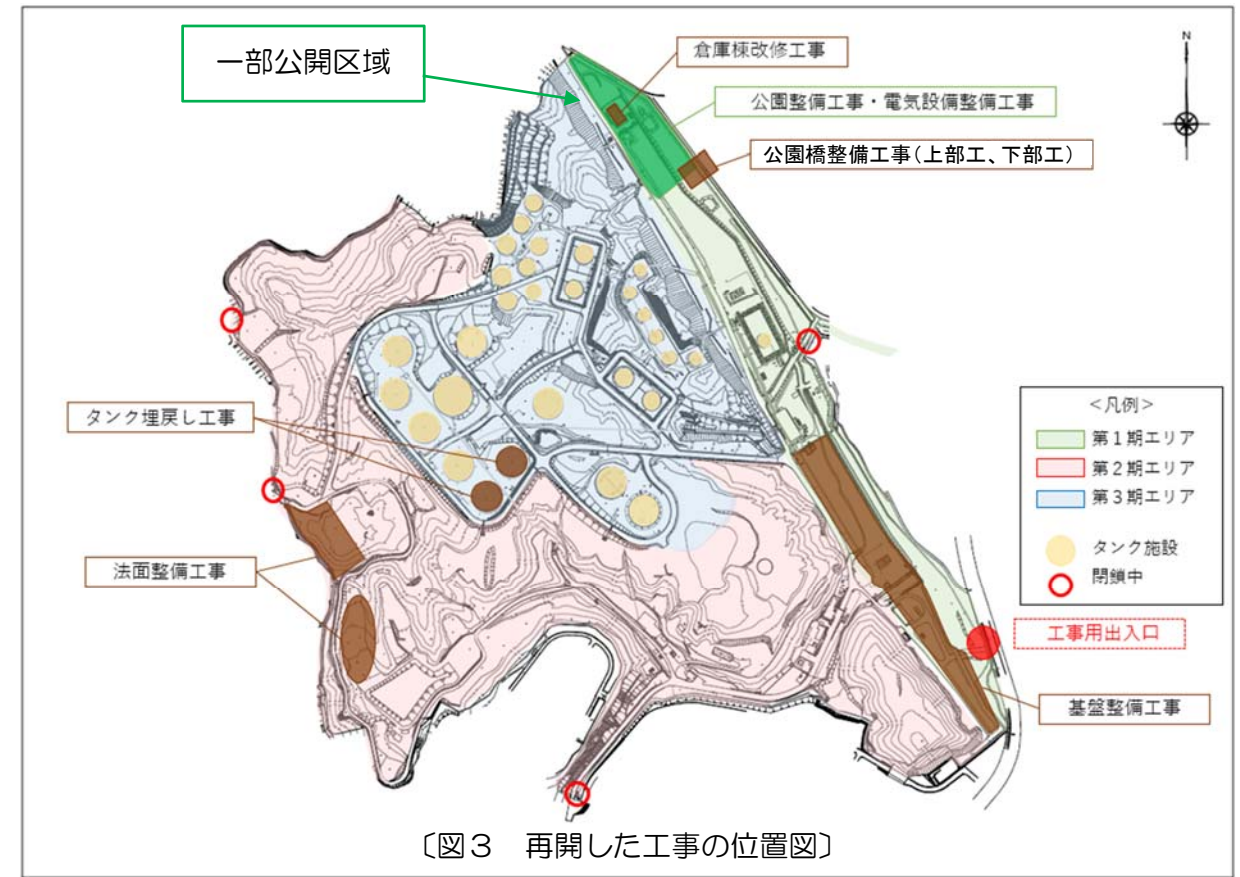 一部公開区域
倉庫棟改修工事
N
公園整備工事・電気設備整備工事
公園橋整備工事(上部工、下部工)
タンク埋戻し工事
法面整備工事
<凡例>
第1期エリア
第2期エリア
第3期エリア
タンク施設
閉鎖中
工事用出入口
基盤整備工事
〔図3 再開した工事の位置図〕